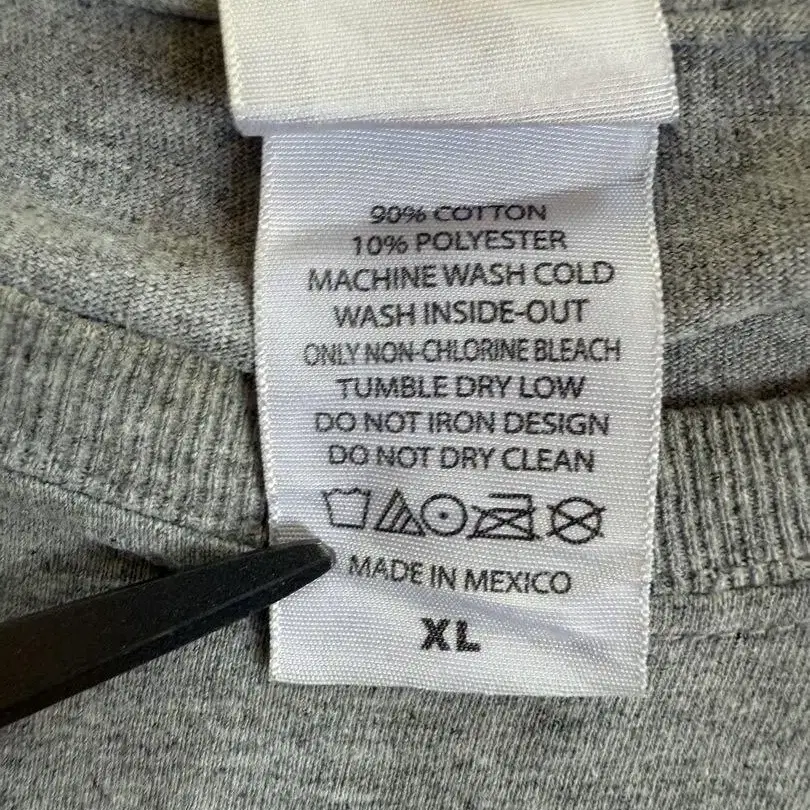 90% COTTON
10% POLYESTER
MACHINE WASH COLD
WASH INSIDE-OUT
ONLY NON-CHLORINE BLEACH
TUMBLE DRY LOW
DO NOT IRON DESIGN
DO NOT DRY CLEAN
MADE IN MEXICO
XL